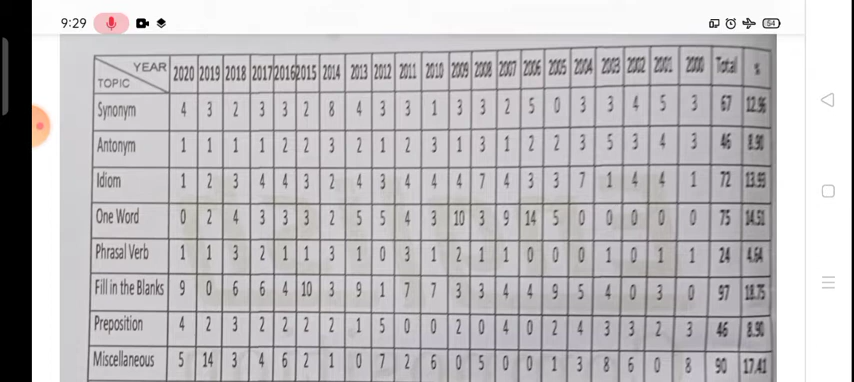 9:29 54
YEAR
TOPIC 2020 2019 2018 2017 2016 2015 2014 2013 2012 2011 2010 2009 2008 2007 2006 2005 2004 2003 2002 2001 2000 Total %
Synonym 4 3 2 3 3 2 8 4 3 3 1 3 3 2 5 0 3 3 4 5 3 67 12.96
Antonym 1 1 1 1 2 2 3 2 1 2 3 1 3 1 2 2 3 5 3 4 3 46 8.90
Idiom 1 2 3 4 4 3 2 4 3 4 4 4 7 4 3 3 7 1 4 4 1 72 13.93
One Word 0 2 4 3 3 3 2 5 5 4 3 10 3 9 14 5 0 0 0 0 0 75 14.51
Phrasal Verb 1 1 3 2 1 1 3 1 0 3 1 2 1 1 0 0 0 1 0 1 1 24 4.64
Fill in the Blanks 9 0 6 6 4 10 3 9 1 7 7 3 3 4 4 9 5 4 0 3 0 97 18.75
Preposition 4 2 3 2 2 2 2 1 5 0 0 2 0 4 0 2 4 3 3 2 3 46 8.90
Miscellaneous 5 14 3 4 6 2 1 0 7 2 6 0 5 0 0 1 3 8 6 0 8 90 17.41